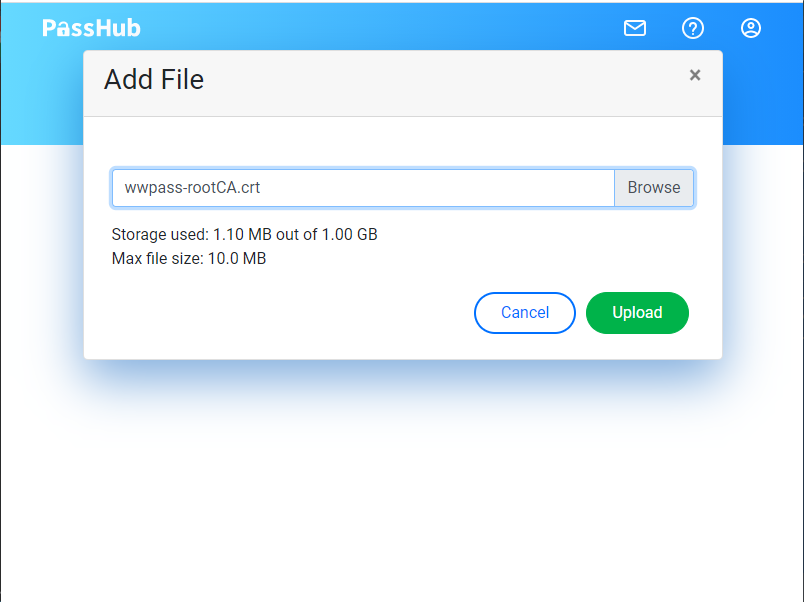 PassHub
Add File
×
wwpass-rootCA.crt Browse
Storage used: 1.10 MB out of 1.00 GB
Max file size: 10.0 MB
Cancel Upload